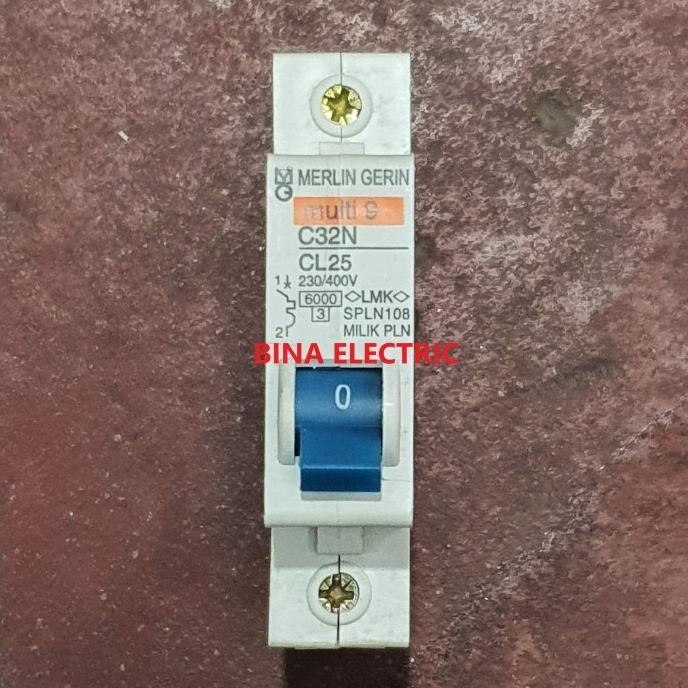 MERLIN GERIN
multi 9
C32N
CL25
230/400V
1
6000 LMK
3 SPLN108
2 MILIK PLN
BINA ELECTRIC
0